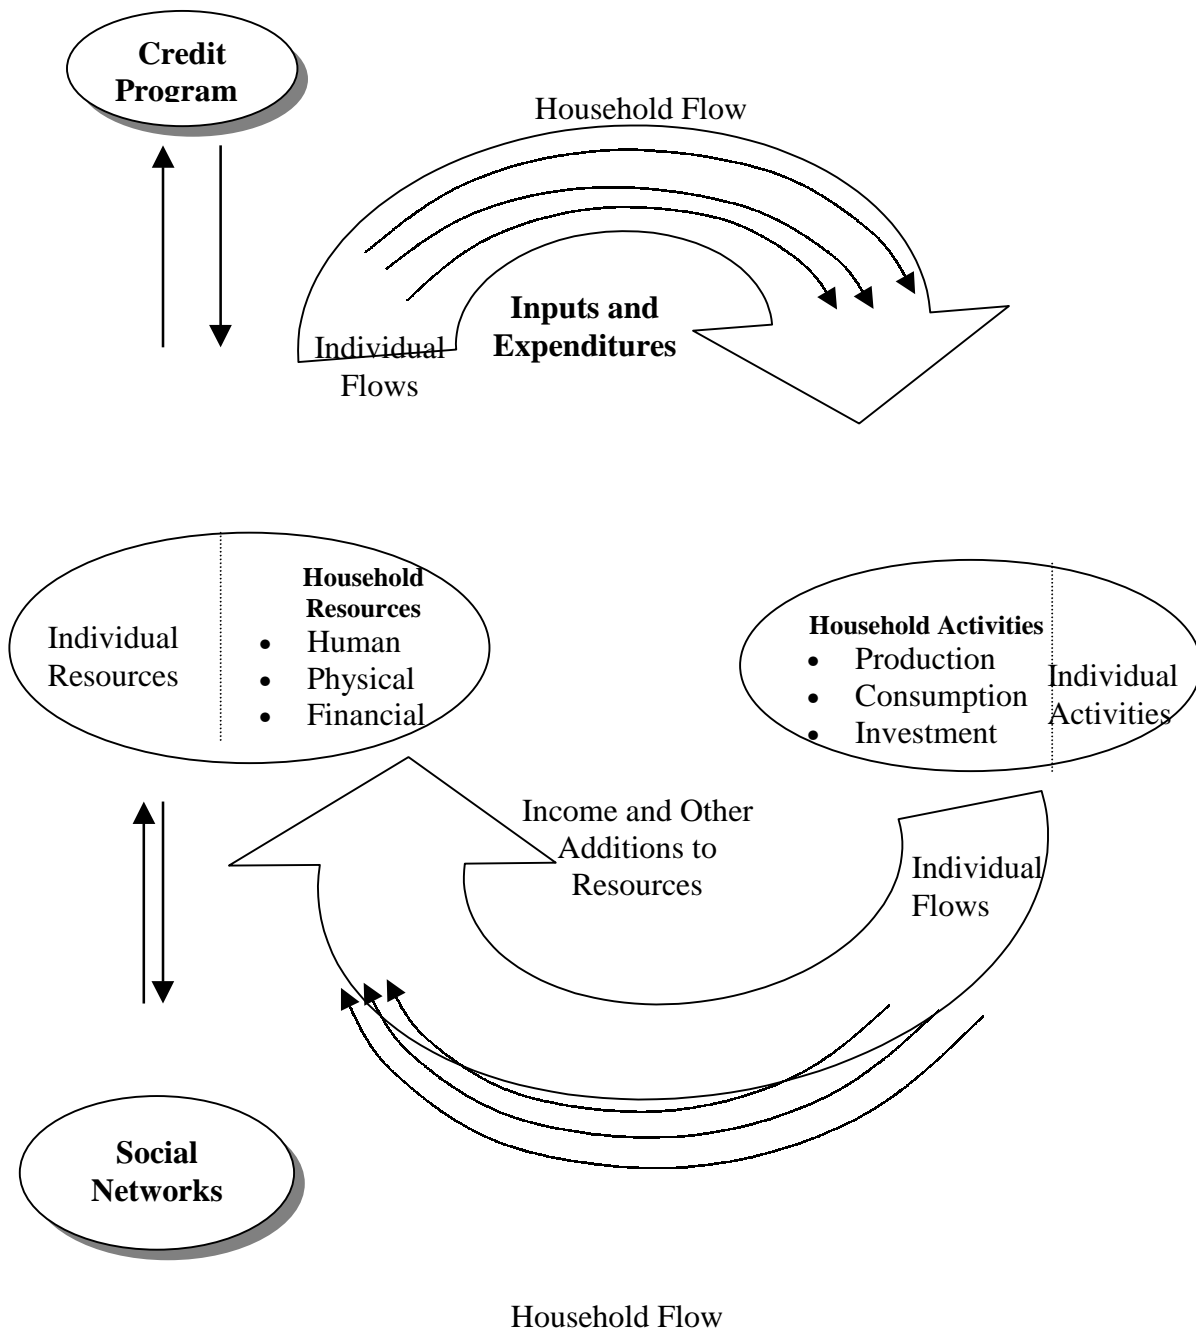 Credit
Program
Household Flow
Inputs and
Expenditures
Individual
Flows
Household
Resources
• Human
• Physical
• Financial
Individual
Resources
Household Activities
• Production
• Consumption
• Investment
Individual
Activities
Income and Other
Additions to
Resources
Individual
Flows
Social
Networks
Household Flow